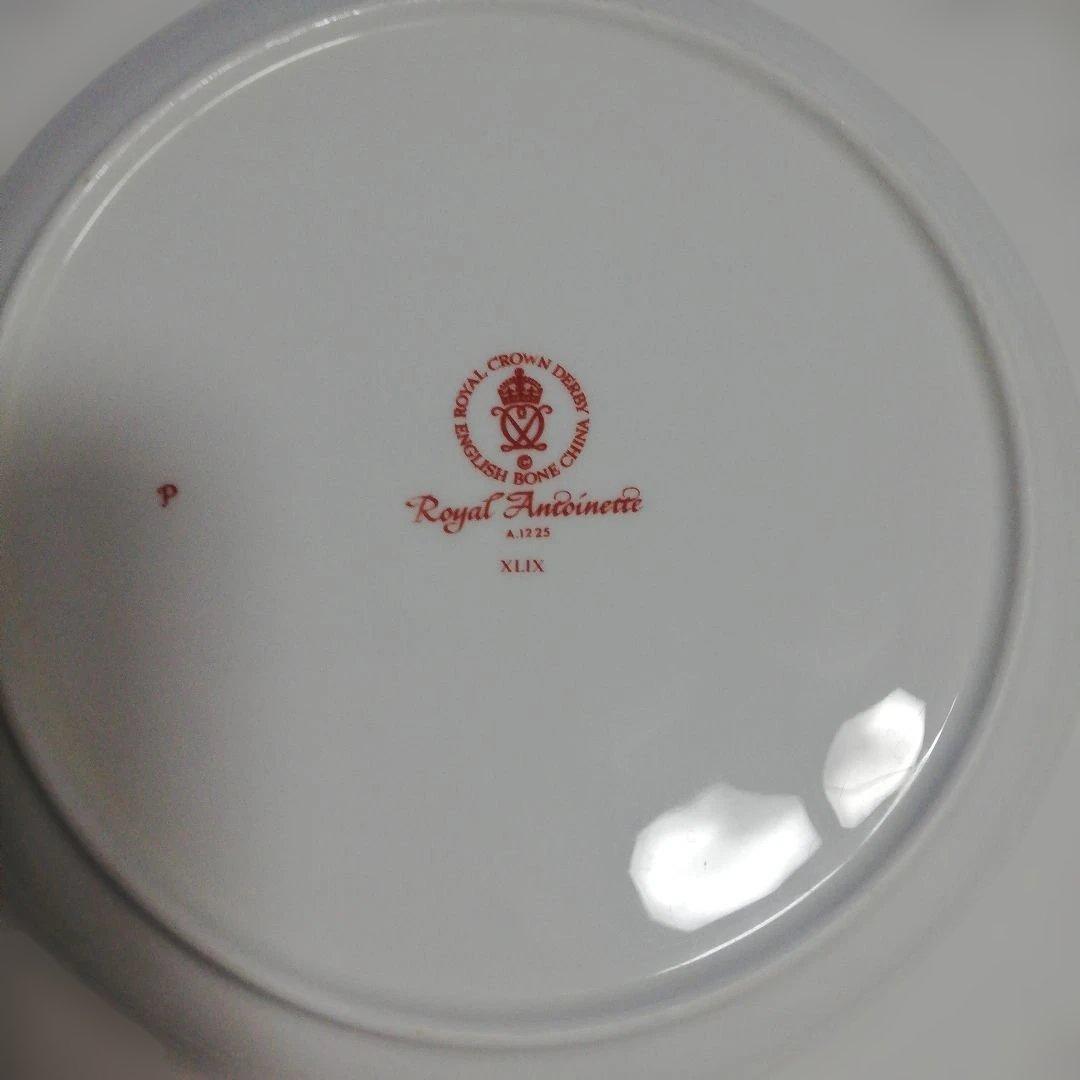 ROYAL CROWN DERBY
ENGLISH BONE CHINA
©
Royal Antoinette
A.1225
XLIX
P